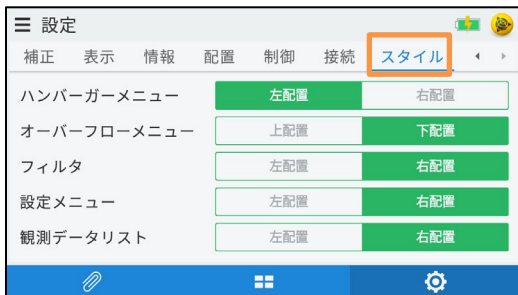 設定
補正 表示 情報 配置 制御 接続 スタイル
ハンバーガーメニュー 左配置 右配置
オーバーフローメニュー 上配置 下配置
フィルタ 左配置 右配置
設定メニュー 左配置 右配置
観測データリスト 左配置 右配置